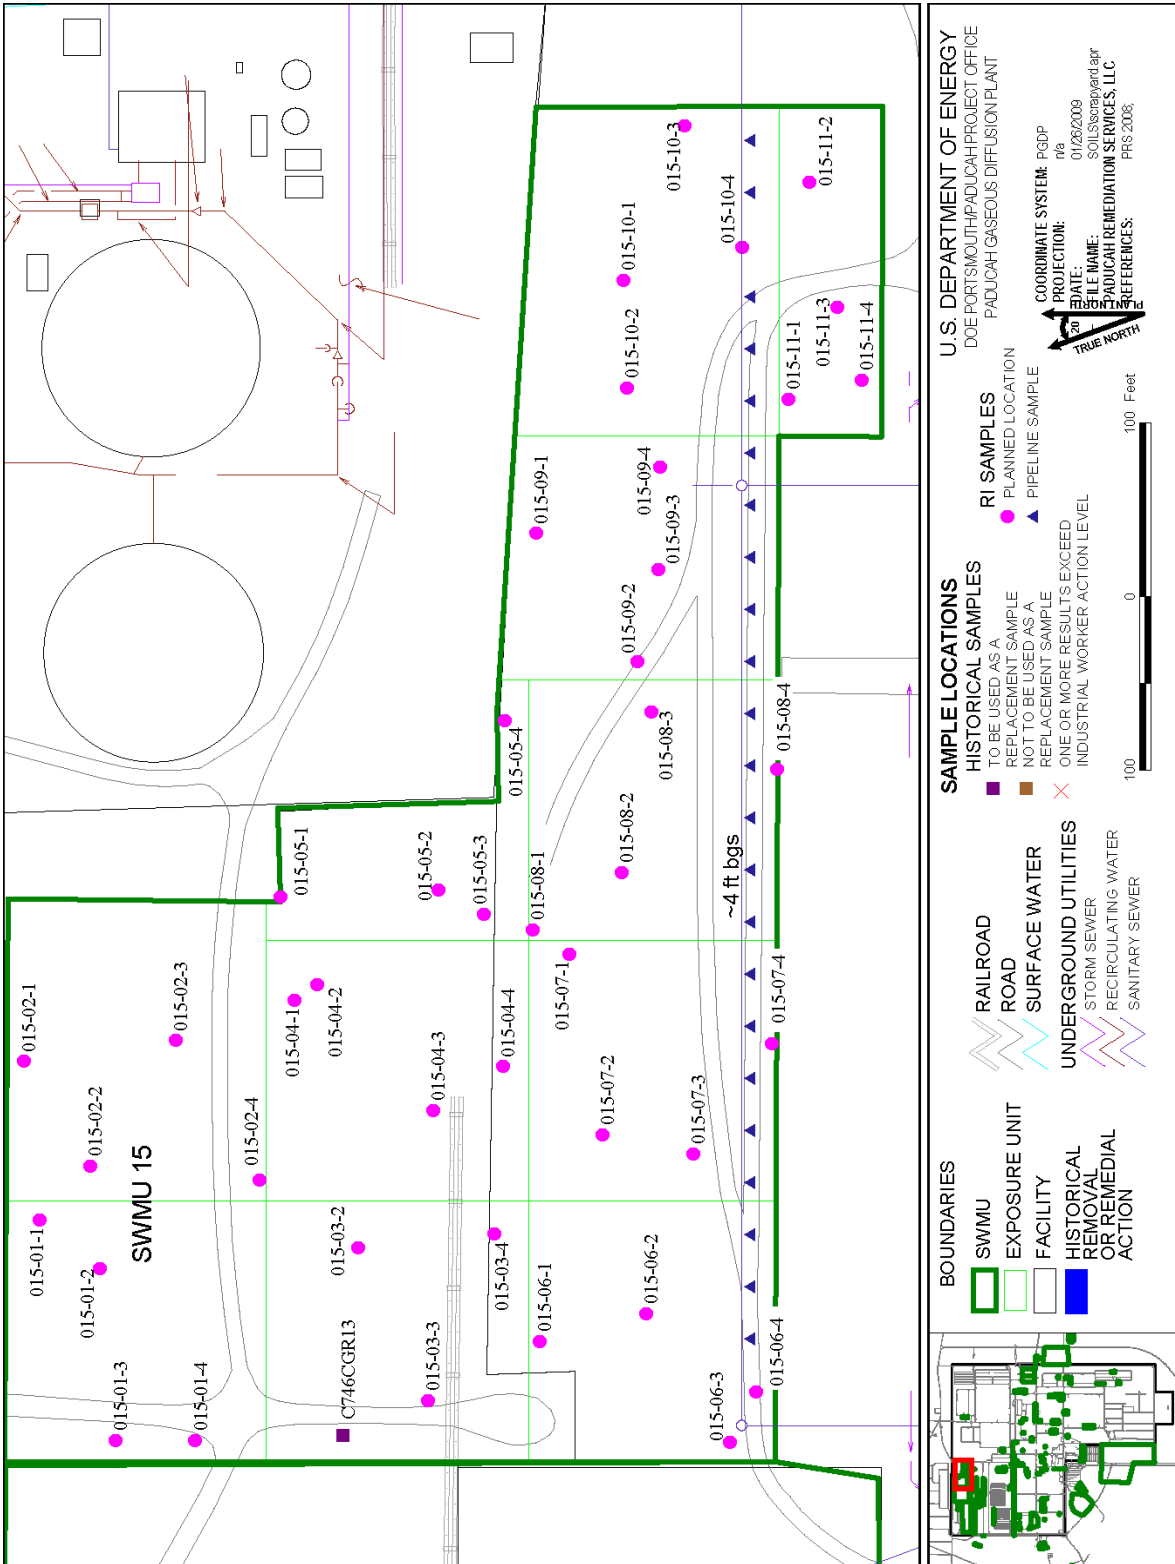 015-02-1
015-02-2
015-02-3
015-02-4
015-01-1
015-01-2
015-01-3
015-01-4
SWMU 15
015-05-1
015-05-2
015-05-3
015-05-4
015-04-1
015-04-2
015-04-3
015-04-4
015-03-2
015-03-3
015-03-4
C746CGR13
015-10-1
015-10-2
015-10-3
015-10-4
015-11-1
015-11-2
015-11-3
015-11-4
015-09-1
015-09-2
015-09-3
015-09-4
015-08-1
015-08-2
015-08-3
015-08-4
~4 ft bgs
015-07-1
015-07-2
015-07-3
015-07-4
015-06-1
015-06-2
015-06-3
015-06-4
BOUNDARIES
SWMU
EXPOSURE UNIT
FACILITY
HISTORICAL
REMOVAL
OR REMEDIAL
ACTION
RAILROAD
ROAD
SURFACE WATER
UNDERGROUND UTILITIES
STORM SEWER
RECIRCULATING WATER
SANITARY SEWER
SAMPLE LOCATIONS
HISTORICAL SAMPLES
TO BE USED AS A
REPLACEMENT SAMPLE
NOT TO BE USED AS A
REPLACEMENT SAMPLE
ONE OR MORE RESULTS EXCEED
INDUSTRIAL WORKER ACTION LEVEL
RI SAMPLES
PLANNED LOCATION
PIPELINE SAMPLE
100 0 100 Feet
U.S. DEPARTMENT OF ENERGY
DOE PORTSMOUTH/PADUCAH PROJECT OFFICE
PADUCAH GASEOUS DIFFUSION PLANT
COORDINATE SYSTEM: PGDP
PROJECTION: n/a
DATE: 01/26/2009
FILE NAME: SOILS\scrapyard.apr
PADUCAH REMEDIATION SERVICES, LLC
REFERENCES: PRS 2008;
PLANT NORTH
20
TRUE NORTH